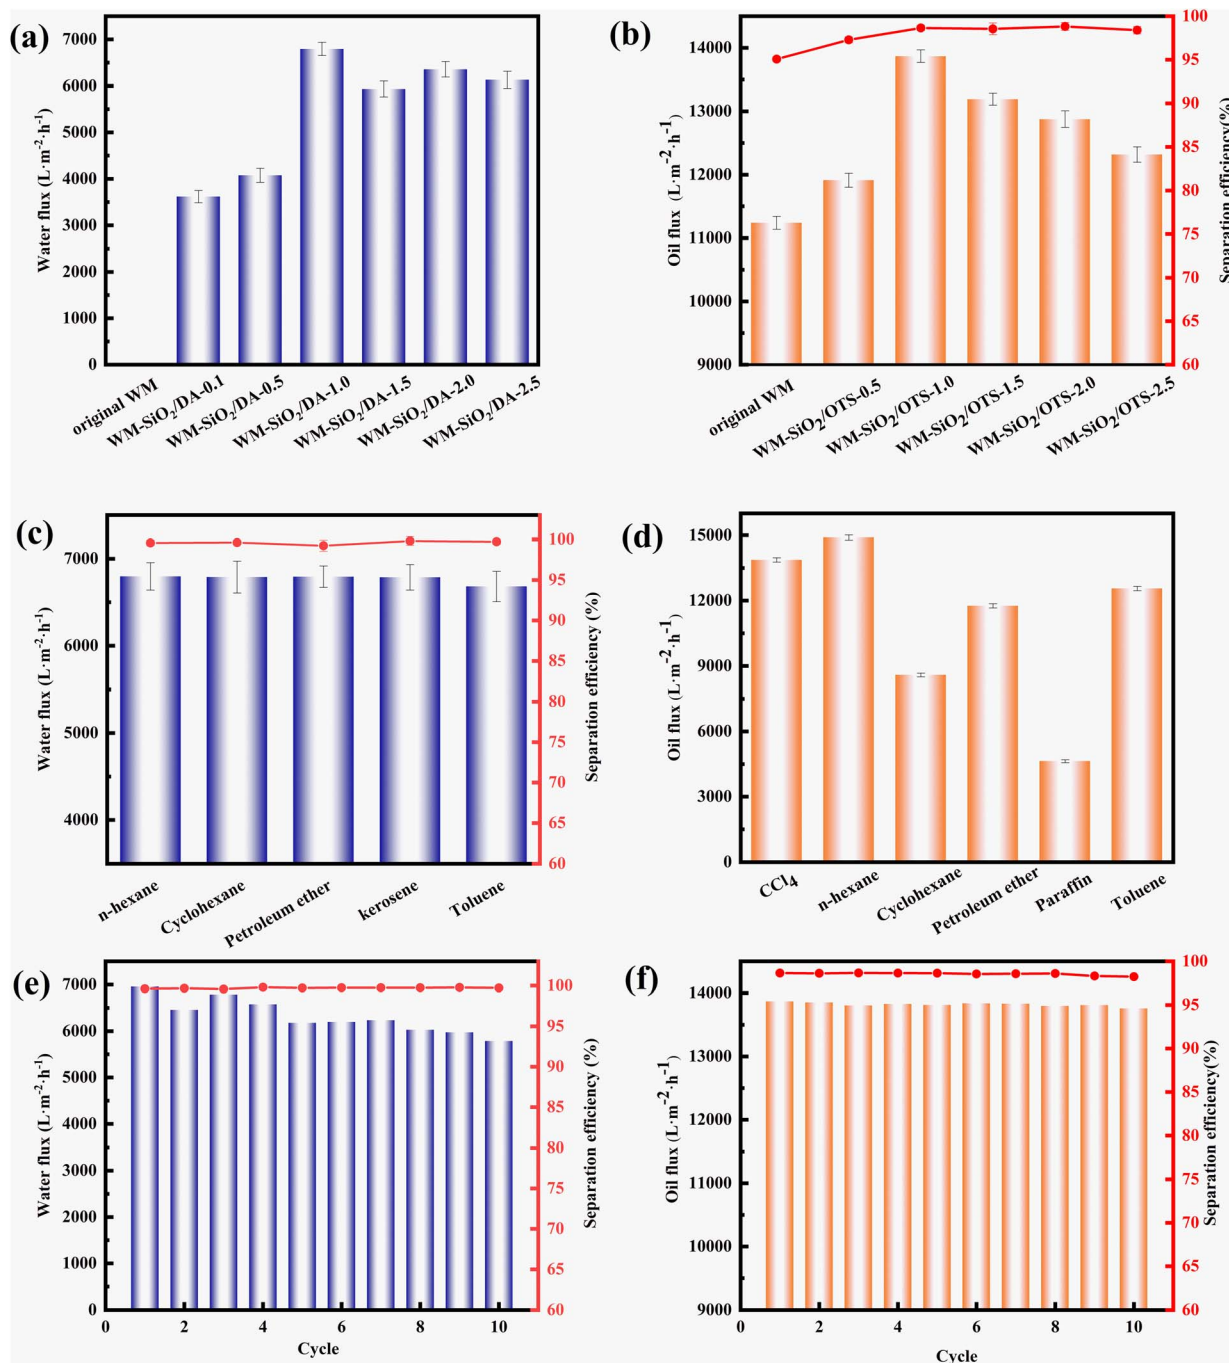 (a)
Water flux (L·m⁻²·h⁻¹)
7000
6000
5000
4000
3000
2000
1000
0
original WM
WM-SiO₂/DA-0.1
WM-SiO₂/DA-0.5
WM-SiO₂/DA-1.0
WM-SiO₂/DA-1.5
WM-SiO₂/DA-2.0
WM-SiO₂/DA-2.5
(b)
Oil flux (L·m⁻²·h⁻¹)
14000
13000
12000
11000
10000
9000
100
95
90
85
80
75
70
65
60
Separation efficiency(%)
original WM
WM-SiO₂/OTS-0.5
WM-SiO₂/OTS-1.0
WM-SiO₂/OTS-1.5
WM-SiO₂/OTS-2.0
WM-SiO₂/OTS-2.5
(c)
Water flux (L·m⁻²·h⁻¹)
7000
6000
5000
4000
100
95
90
85
80
75
70
65
60
Separation efficiency (%)
n-hexane
Cyclohexane
Petroleum ether
kerosene
Toluene
(d)
Oil flux (L·m⁻²·h⁻¹)
15000
12000
9000
6000
3000
0
CCl₄
n-hexane
Cyclohexane
Petroleum ether
Paraffin
Toluene
(e)
Water flux (L·m⁻²·h⁻¹)
7000
6000
5000
4000
3000
2000
1000
0
100
95
90
85
80
75
70
65
60
Separation efficiency (%)
0
2
4
6
8
10
Cycle
(f)
Oil flux (L·m⁻²·h⁻¹)
14000
13000
12000
14000
11000
10000
9000
100
95
90
85
80
75
70
65
60
Separation efficiency(%)
0
2
4
6
8
10
Cycle